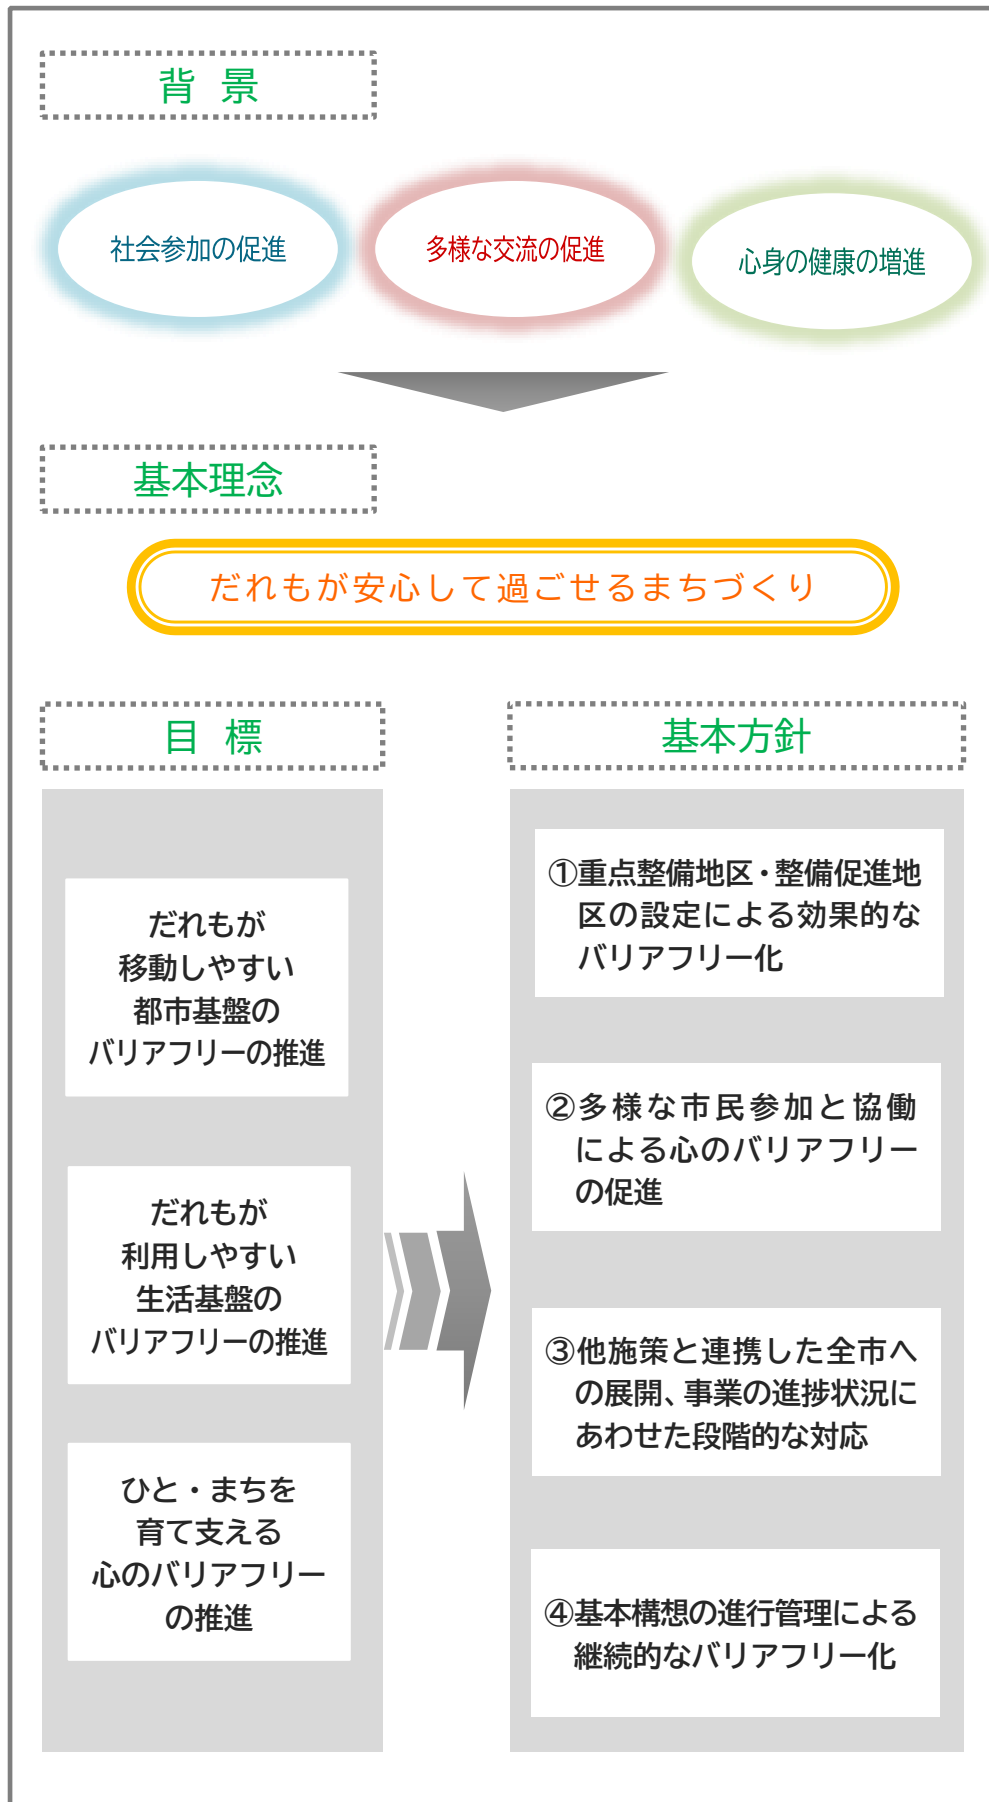 背 景
社会参加の促進
多様な交流の促進
心身の健康の増進
基本理念
だれもが安心して過ごせるまちづくり
目 標
だれもが
移動しやすい
都市基盤の
バリアフリーの推進
だれもが
利用しやすい
生活基盤の
バリアフリーの推進
ひと・まちを
育て支える
心のバリアフリー
の推進
基本方針
①重点整備地区・整備促進地
区の設定による効果的な
バリアフリー化
②多様な市民参加と協働
による心のバリアフリー
の促進
③他施策と連携した全市へ
の展開、事業の進捗状況に
あわせた段階的な対応
④基本構想の進行管理による
継続的なバリアフリー化